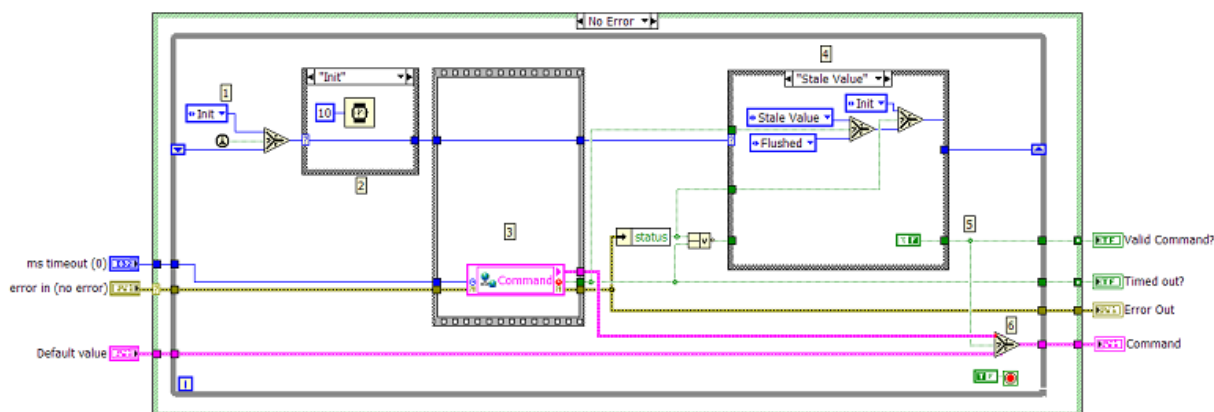 No Error
4
1
"Init"
"Stale Value"
Init
10
Init
Stale Value
Flushed
2
3
status
5
Valid Command?
ms timeout (0)
Command
Timed out?
error in (no error)
Error Out
6
Default value
Command
i